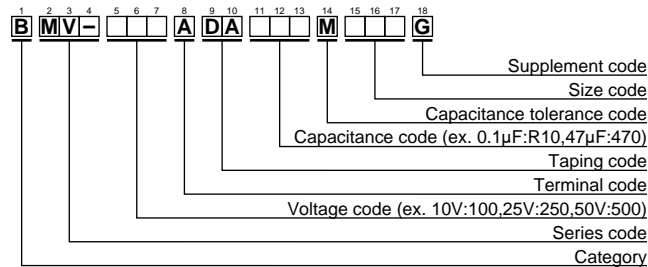 1 2 3 4 5 6 7 8 9 10 11 12 13 14 15 16 17 18
B M V – A D A M G
Supplement code
Size code
Capacitance tolerance code
Capacitance code (ex. 0.1μF:R10,47μF:470)
Taping code
Terminal code
Voltage code (ex. 10V:100,25V:250,50V:500)
Series code
Category